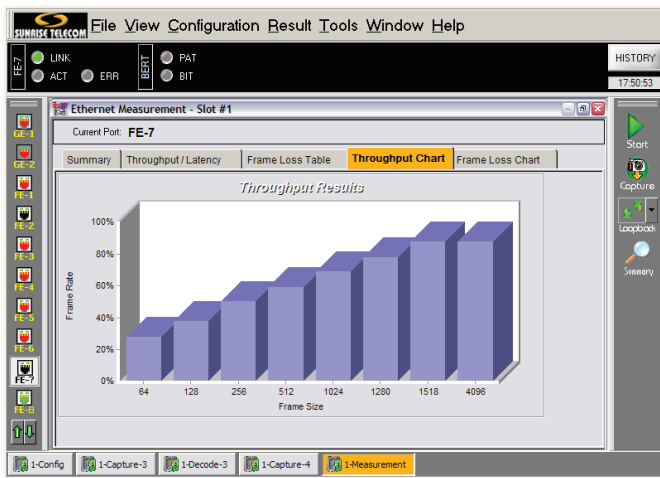 SUNRISE TELECOM File View Configuration Result Tools Window Help
FE-7
LINK
ACT ERR
BERT
PAT
BIT
HISTORY
17:50:53
GE-1
GE-2
FE-1
FE-2
FE-3
FE-4
FE-5
FE-6
FE-7
FE-8
Ethernet Measurement - Slot #1
Current Port: FE-7
Summary Throughput / Latency Frame Loss Table Throughput Chart Frame Loss Chart
Throughput Results
Frame Rate
100%
80%
60%
40%
20%
0%
64 128 256 512 1024 1280 1518 4096
Frame Size
Start
Capture
Loopback
Summary
1-Config 1-Capture-3 1-Decode-3 1-Capture-4 1-Measurement